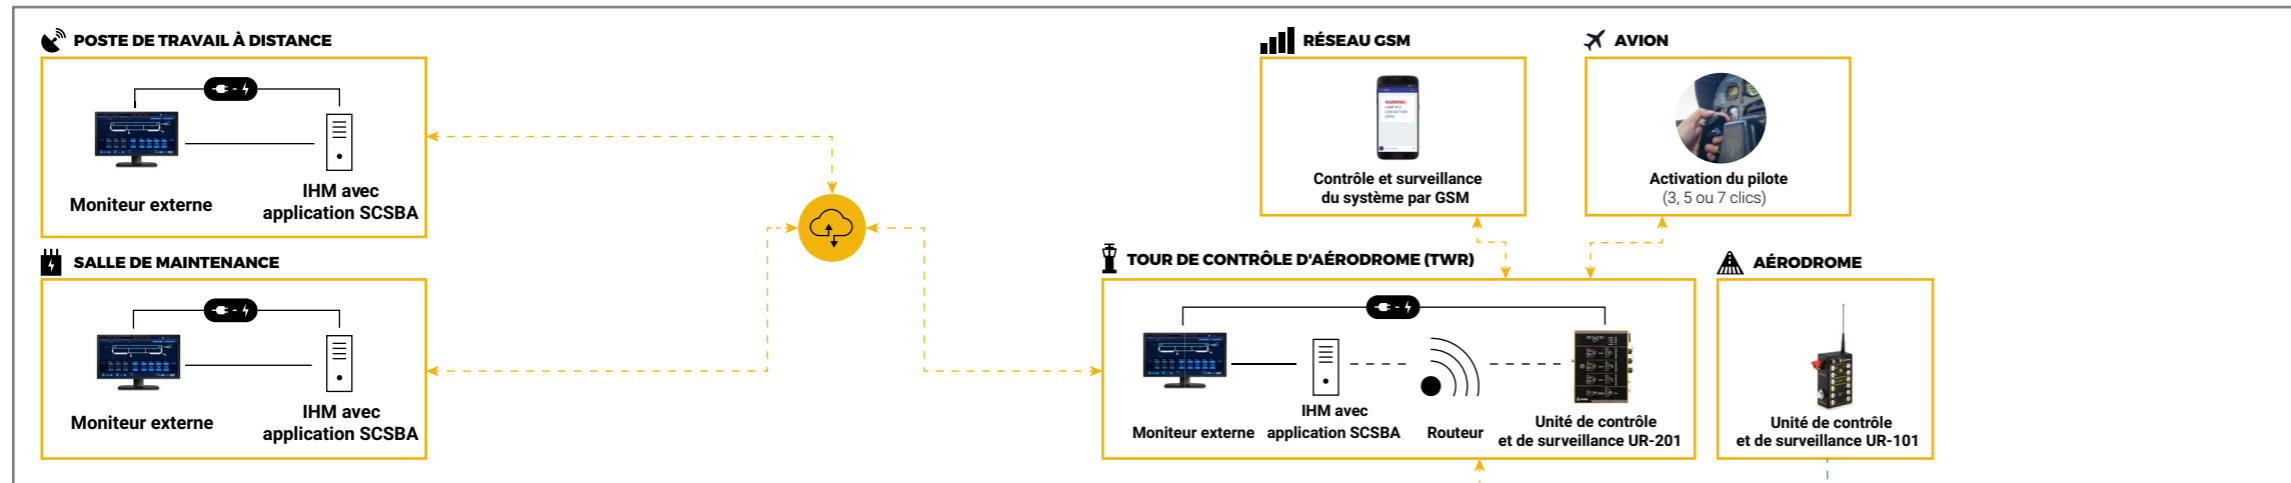 POSTE DE TRAVAIL À DISTANCE
Moniteur externe
IHM avec
application SCSBA
SALLE DE MAINTENANCE
Moniteur externe
IHM avec
application SCSBA
RÉSEAU GSM
Contrôle et surveillance
du système par GSM
AVION
Activation du pilote
(3, 5 ou 7 clics)
TOUR DE CONTRÔLE D'AÉRODROME (TWR)
Moniteur externe
IHM avec
application SCSBA
Routeur
Unité de contrôle
et de surveillance UR-201
AÉRODROME
Unité de contrôle
et de surveillance UR-101